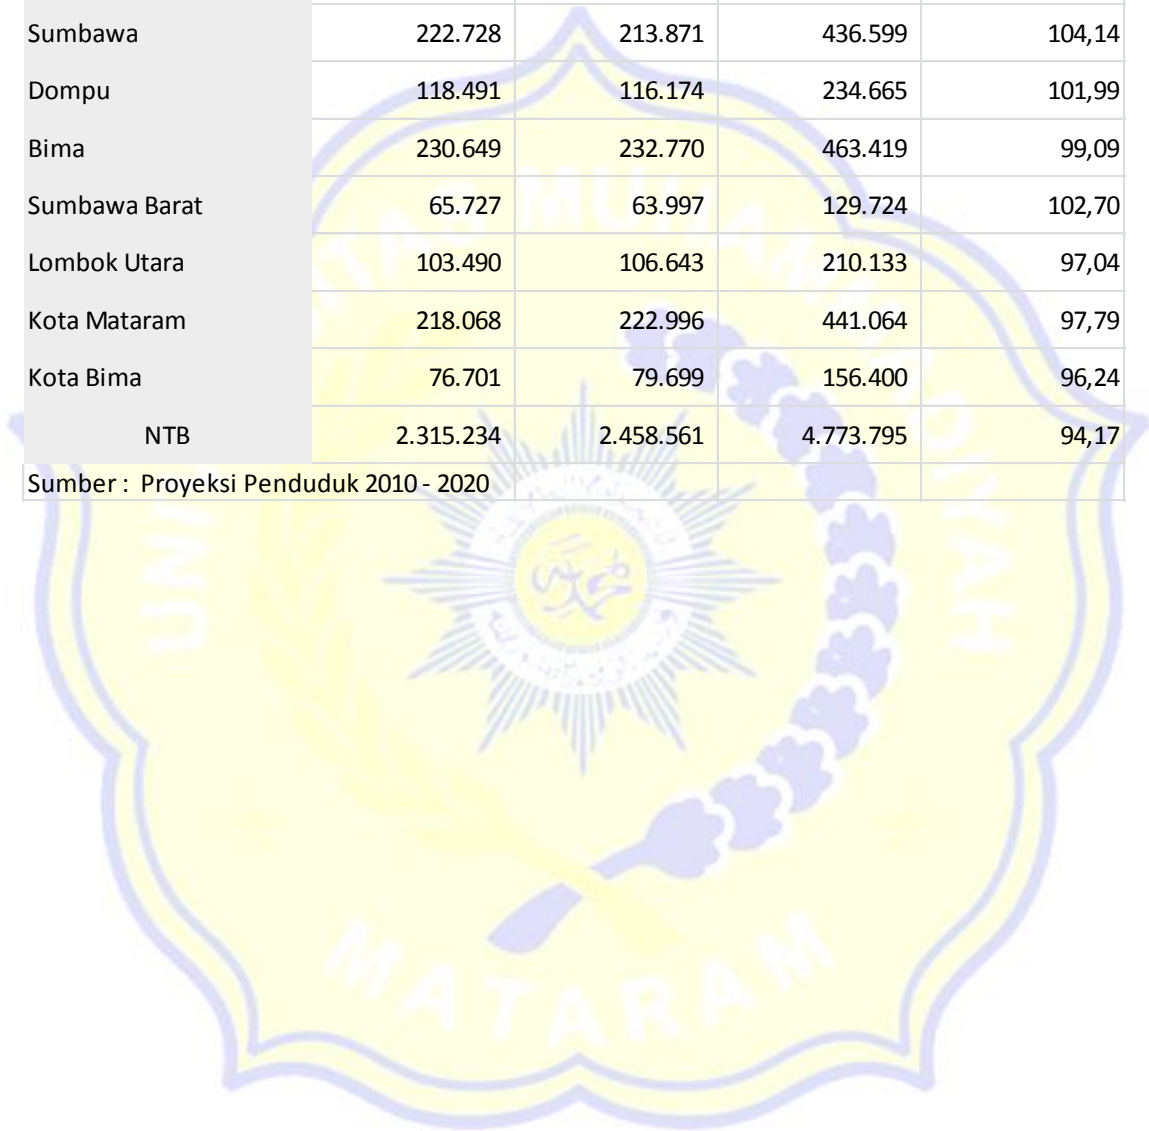 Sumbawa 222.728 213.871 436.599 104,14
Dompu 118.491 116.174 234.665 101,99
Bima 230.649 232.770 463.419 99,09
Sumbawa Barat 65.727 63.997 129.724 102,70
Lombok Utara 103.490 106.643 210.133 97,04
Kota Mataram 218.068 222.996 441.064 97,79
Kota Bima 76.701 79.699 156.400 96,24
NTB 2.315.234 2.458.561 4.773.795 94,17
Sumber : Proyeksi Penduduk 2010 - 2020
UNIVERSITAS MUHAMMADIYAH
MATARAM